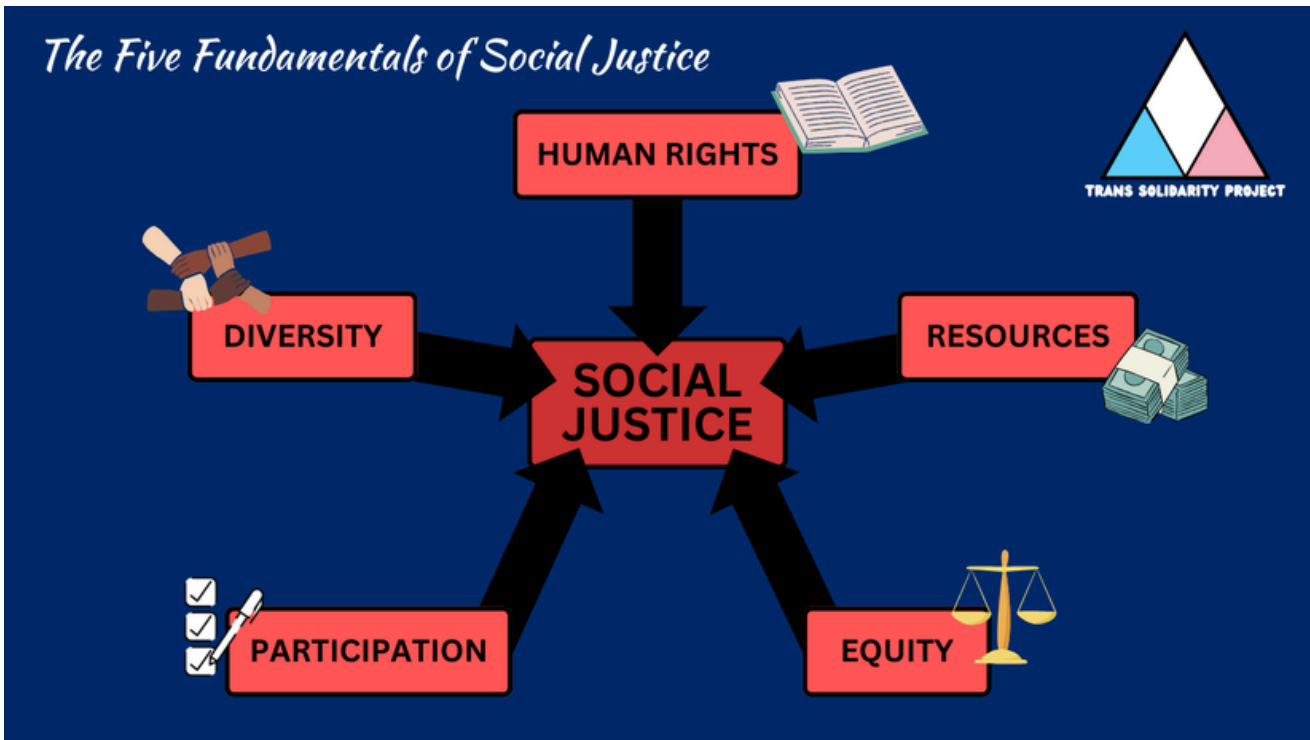 The Five Fundamentals of Social Justice
HUMAN RIGHTS
TRANS SOLIDARITY PROJECT
DIVERSITY
RESOURCES
SOCIAL
JUSTICE
PARTICIPATION
EQUITY